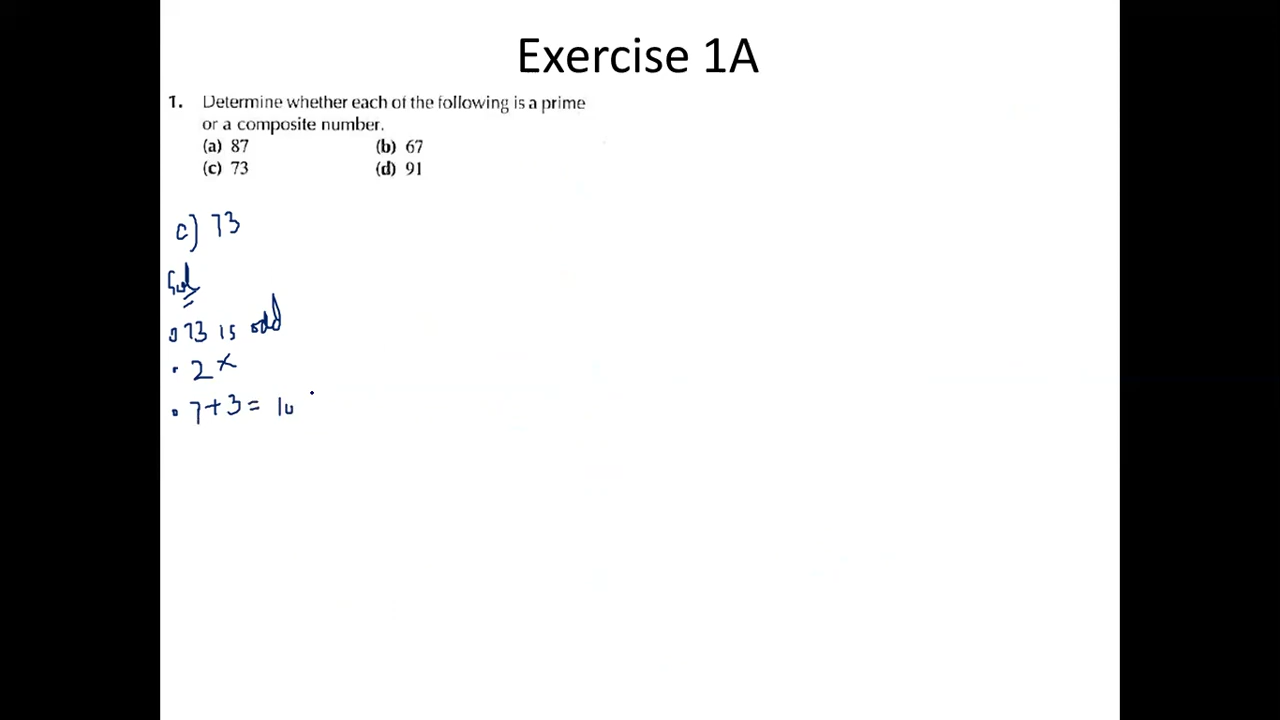 Exercise 1A
1. Determine whether each of the following is a prime
or a composite number.
(a) 87 (b) 67
(c) 73 (d) 91
c) 73
Sol
• 73 is odd
• 2 ×
• 7+3 = 10